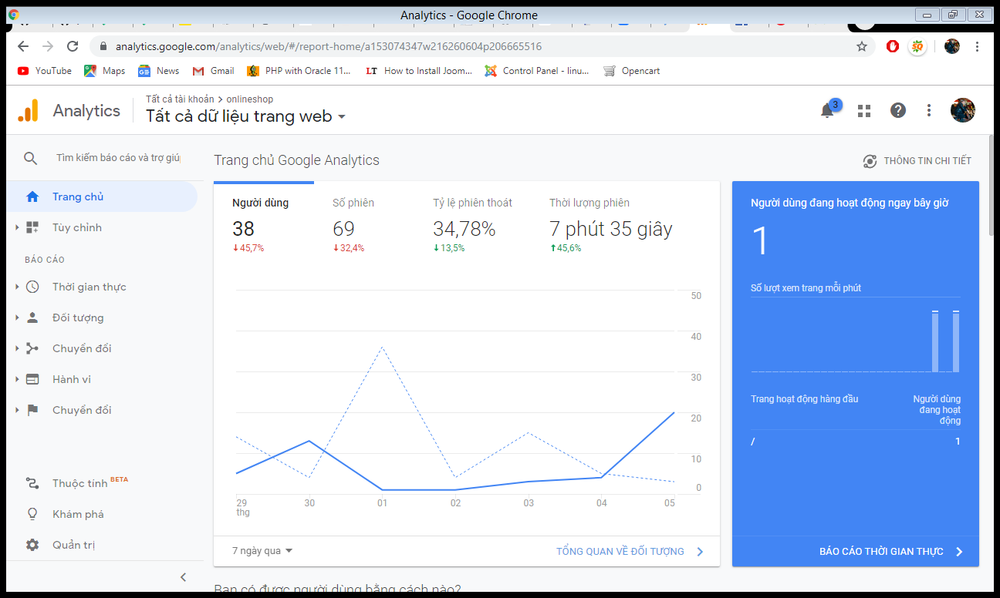 Analytics - Google Chrome
analytics.google.com/analytics/web/#/report-home/a153074347w216260604p206665516
YouTube Maps News Gmail PHP with Oracle 11... LT How to Install Joom... Control Panel - linu... Opencart
Analytics
Tất cả tài khoản > onlineshop
Tất cả dữ liệu trang web
3
Tìm kiếm báo cáo và trợ giúp
Trang chủ
Tùy chỉnh
BÁO CÁO
Thời gian thực
Đối tượng
Chuyển đổi
Hành vi
Chuyển đổi
Thuộc tính BETA
Khám phá
Quản trị
Trang chủ Google Analytics
THÔNG TIN CHI TIẾT
Người dùng Số phiên Tỷ lệ phiên thoát Thời lượng phiên
38 69 34,78% 7 phút 35 giây
45,7% 32,4% 13,5% 45,6%
50
40
30
20
10
0
29 30 01 02 03 04 05
thg
7 ngày qua
TỔNG QUAN VỀ ĐỐI TƯỢNG
Người dùng đang hoạt động ngay bây giờ
1
Số lượt xem trang mỗi phút
Trang hoạt động hàng đầu
Người dùng
đang hoạt
động
/ 1
BÁO CÁO THỜI GIAN THỰC
Bạn có được người dùng bằng cách nào?